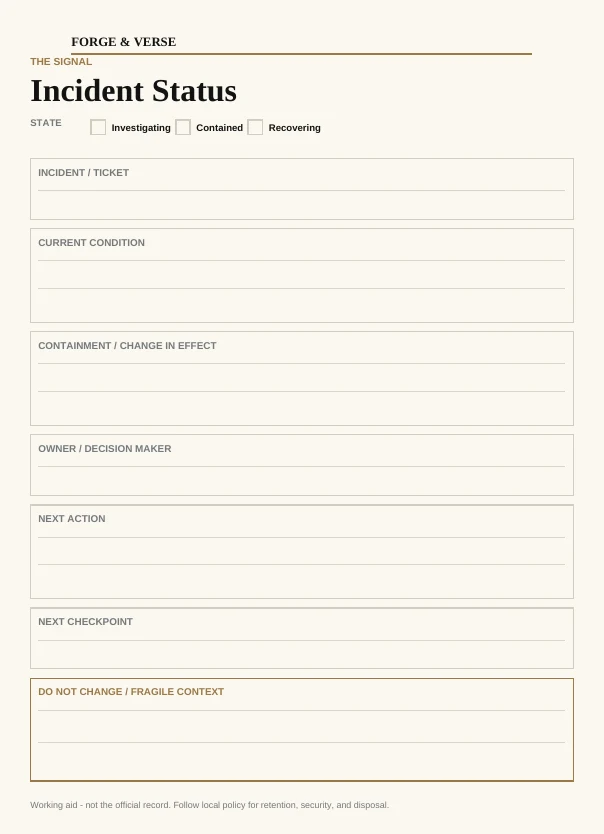 FORGE & VERSE
THE SIGNAL
Incident Status
STATE
Investigating
Contained
Recovering
INCIDENT / TICKET
CURRENT CONDITION
CONTAINMENT / CHANGE IN EFFECT
OWNER / DECISION MAKER
NEXT ACTION
NEXT CHECKPOINT
DO NOT CHANGE / FRAGILE CONTEXT
Working aid - not the official record. Follow local policy for retention, security, and disposal.